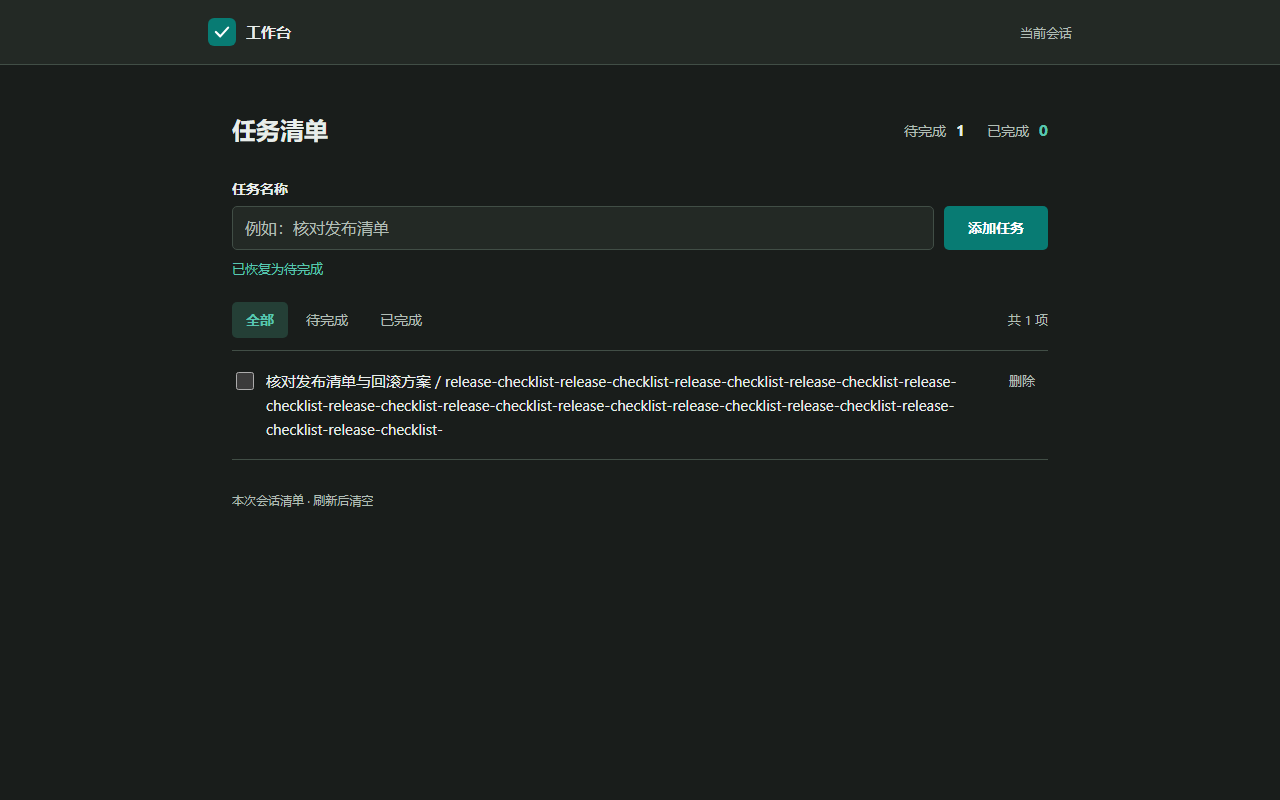 工作台
当前会话
任务清单
待完成 1 已完成 0
任务名称
例如：核对发布清单
添加任务
已恢复为待完成
全部 待完成 已完成
共 1 项
核对发布清单与回滚方案 / release-checklist-release-checklist-release-checklist-release-checklist-release-
删除
checklist-release-checklist-release-checklist-release-checklist-release-checklist-release-checklist-release-
checklist-release-checklist-
本次会话清单 · 刷新后清空